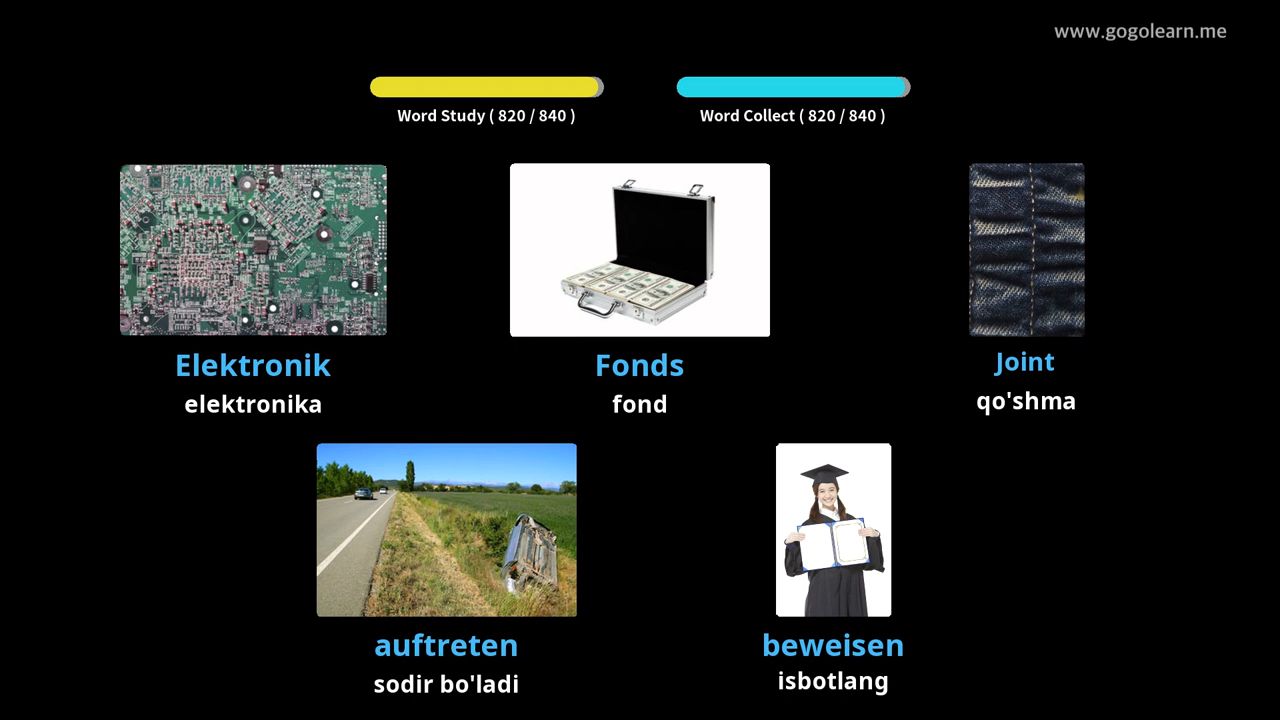 www.gogolearn.me
Word Study ( 820 / 840 )
Word Collect ( 820 / 840 )
Elektronik
elektronika
Fonds
fond
Joint
qo'shma
auftreten
sodir bo'ladi
beweisen
isbotlang